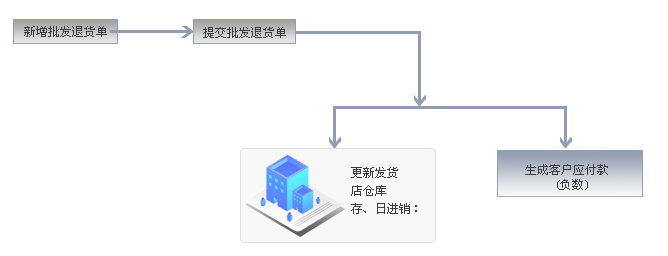 新增批发退货单
提交批发退货单
更新发货
店仓库
存、日进销：
生成客户应付款
(负数)